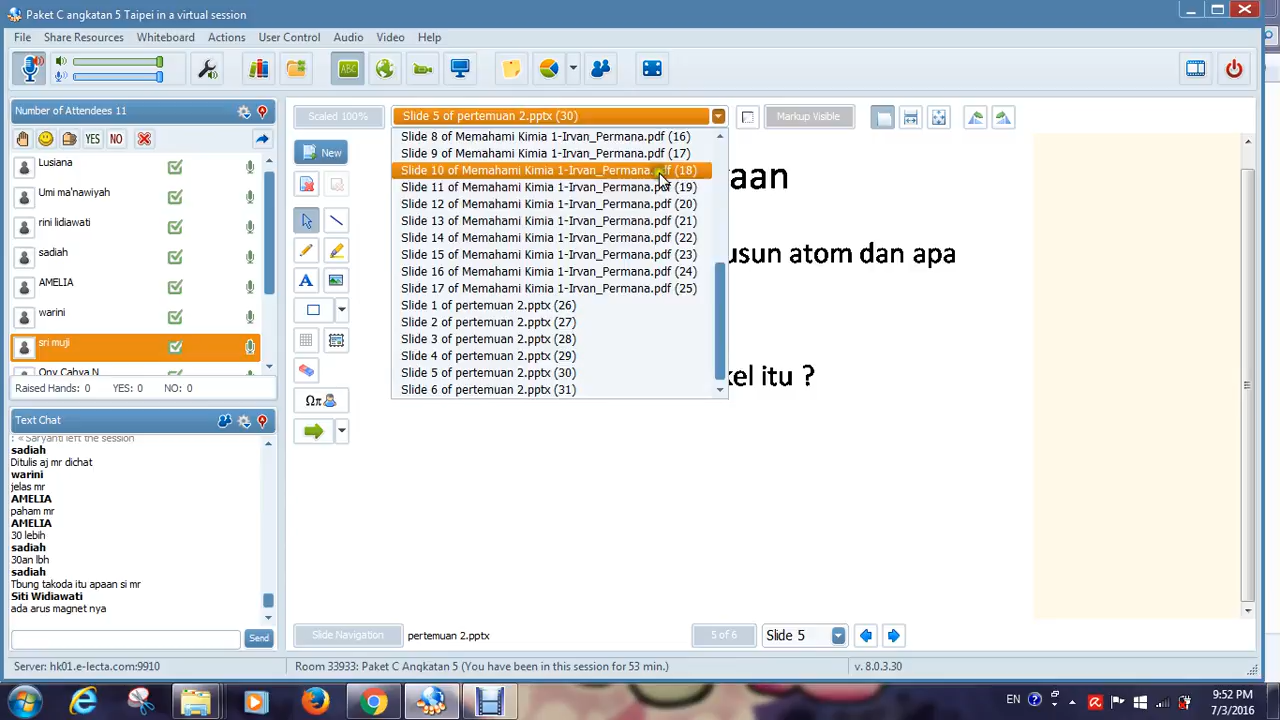 Paket C angkatan 5 Taipei in a virtual session
File Share Resources Whiteboard Actions User Control Audio Video Help
ABC
Number of Attendees 11
YES NO
Lusiana
Umi ma'nawiyah
rini lidiawati
sadiah
AMELIA
warini
sri muji
Ony Cahya N
Raised Hands: 0 YES: 0 NO: 0
Text Chat
: « Saryanti left the session
sadiah
Ditulis aj mr dichat
warini
jelas mr
AMELIA
paham mr
AMELIA
30 lebih
sadiah
30an lbh
sadiah
Tbung takoda itu apaan si mr
Siti Widiawati
ada arus magnet nya
Send
Scaled 100%
Slide 5 of pertemuan 2.pptx (30)
Markup Visible
New
A
Ωπ
Slide 8 of Memahami Kimia 1-Irvan_Permana.pdf (16)
Slide 9 of Memahami Kimia 1-Irvan_Permana.pdf (17)
Slide 10 of Memahami Kimia 1-Irvan_Permana.pdf (18)
Slide 11 of Memahami Kimia 1-Irvan_Permana.pdf (19)
Slide 12 of Memahami Kimia 1-Irvan_Permana.pdf (20)
Slide 13 of Memahami Kimia 1-Irvan_Permana.pdf (21)
Slide 14 of Memahami Kimia 1-Irvan_Permana.pdf (22)
Slide 15 of Memahami Kimia 1-Irvan_Permana.pdf (23)
Slide 16 of Memahami Kimia 1-Irvan_Permana.pdf (24)
Slide 17 of Memahami Kimia 1-Irvan_Permana.pdf (25)
Slide 1 of pertemuan 2.pptx (26)
Slide 2 of pertemuan 2.pptx (27)
Slide 3 of pertemuan 2.pptx (28)
Slide 4 of pertemuan 2.pptx (29)
Slide 5 of pertemuan 2.pptx (30)
Slide 6 of pertemuan 2.pptx (31)
aan
usun atom dan apa
kel itu ?
Slide Navigation pertemuan 2.pptx 5 of 6 Slide 5
Server: hk01.e-lecta.com:9910 Room 33933: Paket C Angkatan 5 (You have been in this session for 53 min.) v. 8.0.3.30
EN 9:52 PM
7/3/2016